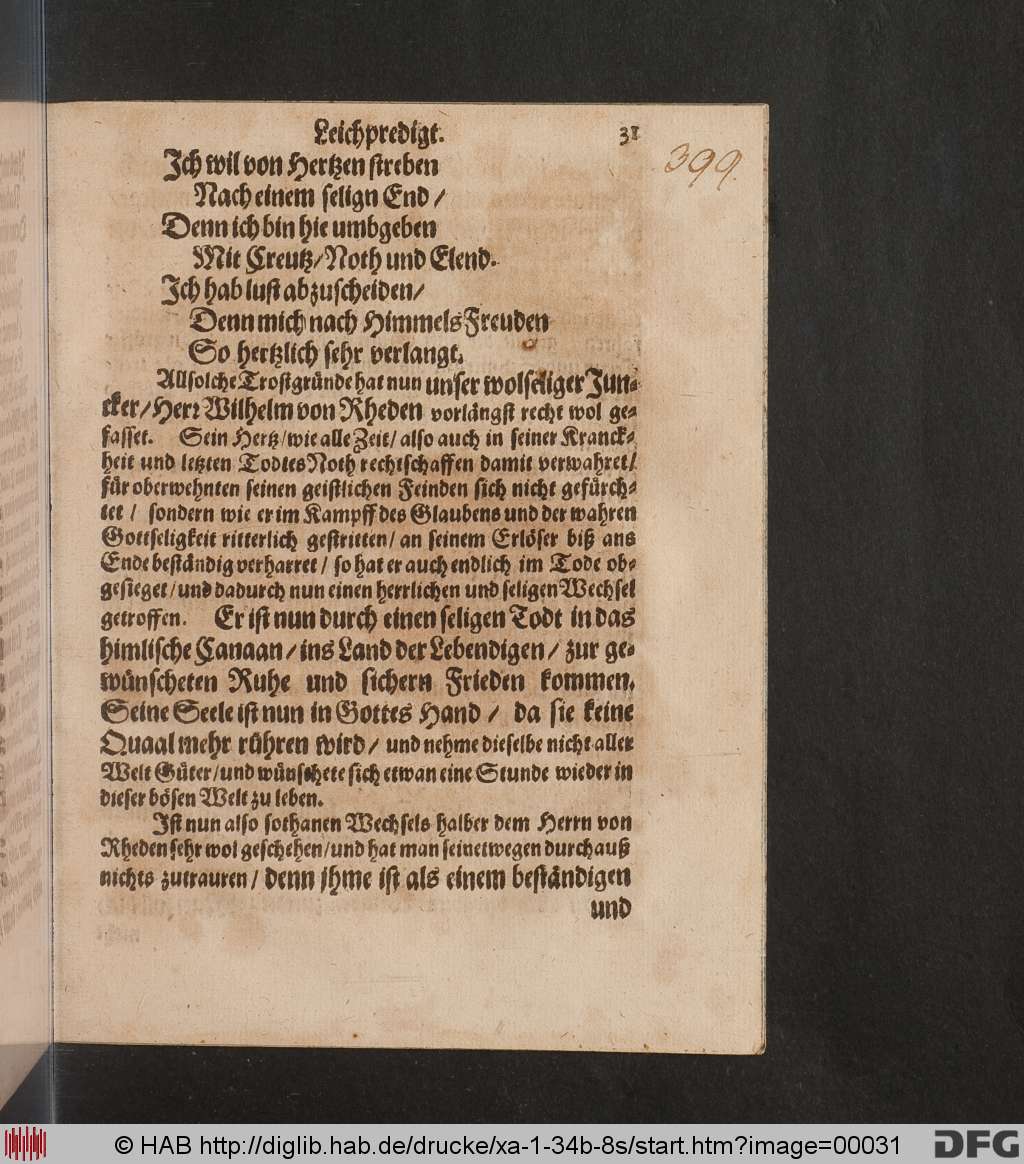 Leichpredigt. 31
399.
Ich wil von Hertzen streben
Nach einem selign End /
Denn ich bin hie umbgeben
Mit Creutz / Noth und Elend.
Ich hab lust abzuscheiden /
Denn mich nach HimmelsFreuden
So hertzlich sehr verlangt.
Allsolche Trostgründe hat nun unser wolseliger Jun-
cker / Herr Wilhelm von Rheden vorlängst recht wol ge-
fasset. Sein Hertz / wie alle Zeit / also auch in seiner Kranck-
heit und letzten TodtesNoth rechtschaffen damit verwahret /
für oberwehnten seinen geistlichen Feinden sich nicht gefürch-
tet / sondern wie er im Kampff des Glaubens und der wahren
Gottseligkeit ritterlich gestritten / an seinem Erlöser biß ans
Ende beständig verharret / so hat er auch endlich im Tode ob-
gesieget / und dadurch nun einen herrlichen und seligen Wechsel
getroffen. Er ist nun durch einen seligen Todt in das
himlische Canaan / ins Land der Lebendigen / zur ge-
wünscheten Ruhe und sichern Frieden kommen.
Seine Seele ist nun in Gottes Hand / da sie keine
Quaal mehr rühren wird / und nehme dieselbe nicht aller
Welt Güter / und wünschete sich etwan eine Stunde wieder in
dieser bösen Welt zu leben.
Ist nun also sothanen Wechsels halber dem Herrn von
Rheden sehr wol geschehen / und hat man seinetwegen durchauß
nichts zutrauren / denn jhme ist als einem beständigen
und
© HAB http://diglib.hab.de/drucke/xa-1-34b-8s/start.htm?image=00031
DFG